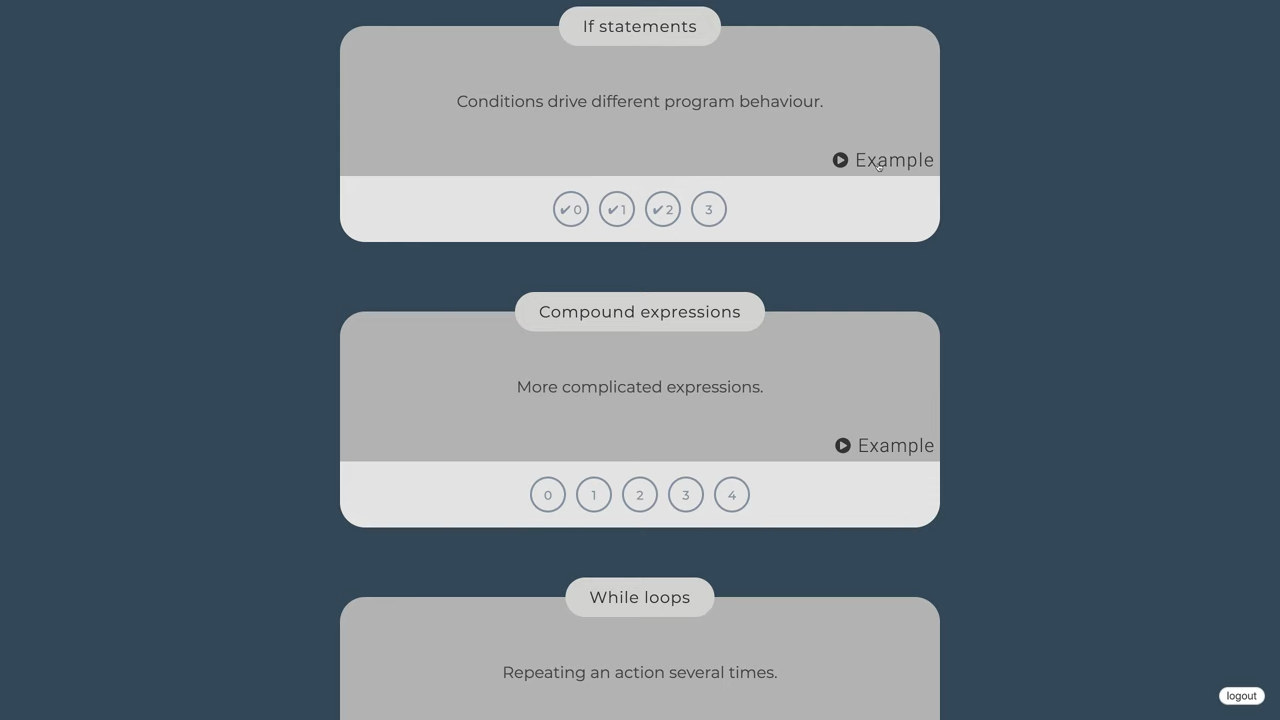 If statements
Conditions drive different program behaviour.
Example
✔0 ✔1 ✔2 3
Compound expressions
More complicated expressions.
Example
0 1 2 3 4
While loops
Repeating an action several times.
logout